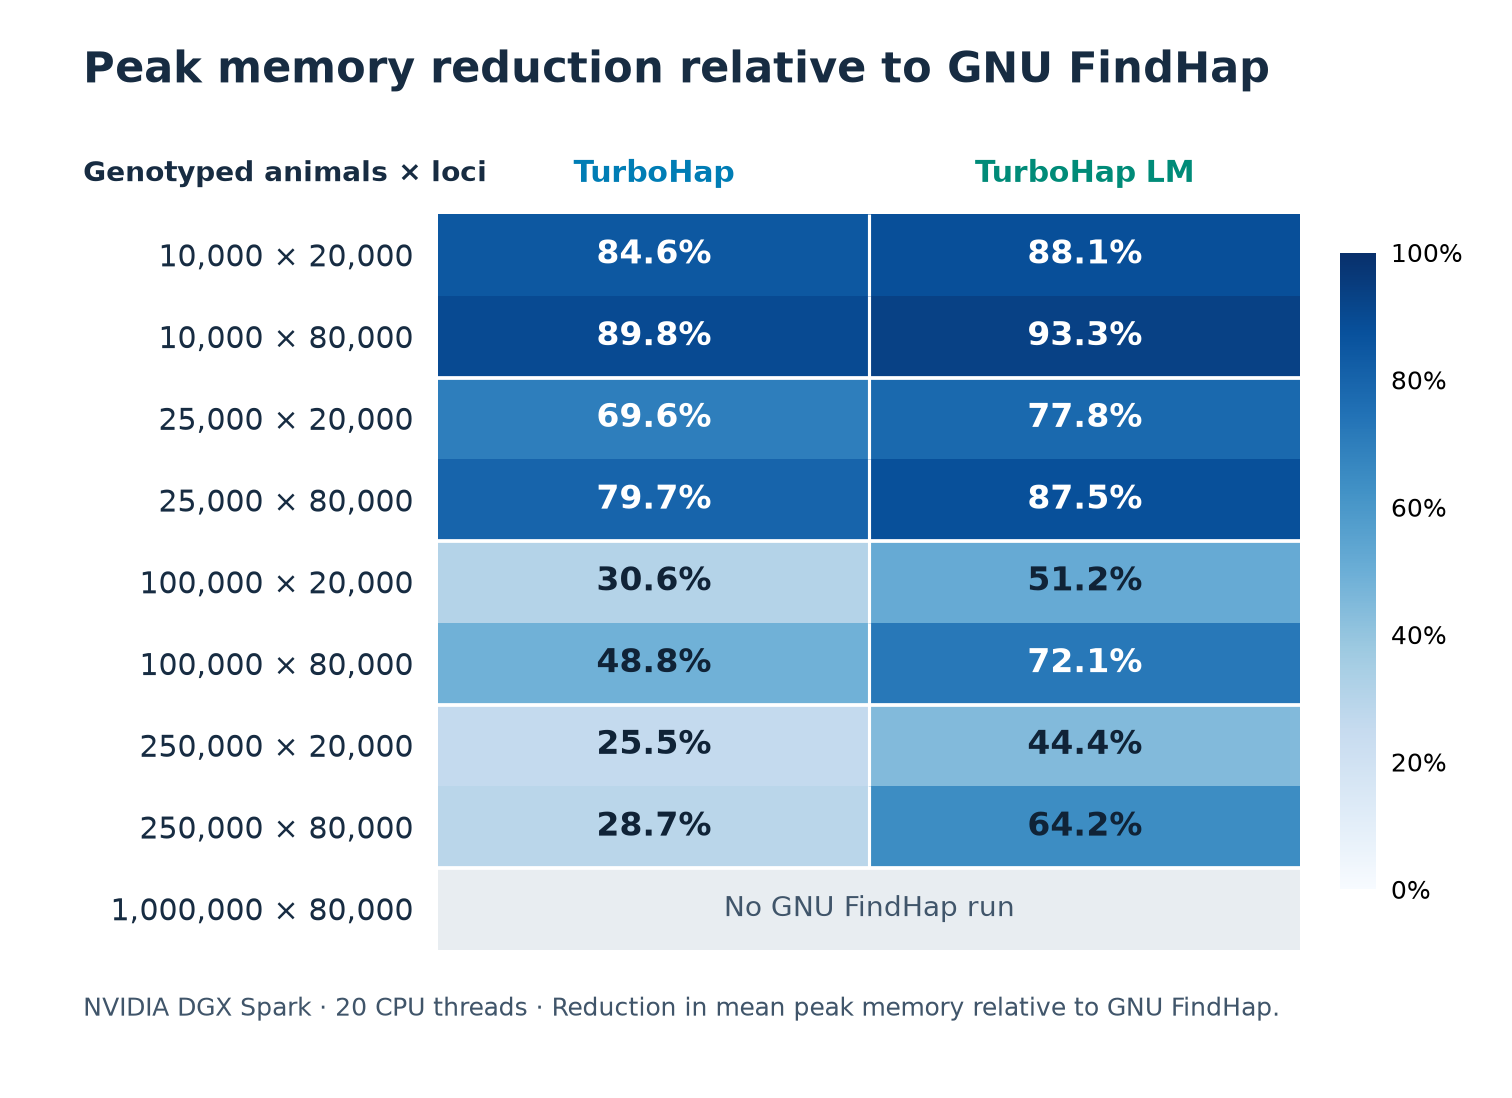 Peak memory reduction relative to GNU FindHap
Genotyped animals × loci TurboHap TurboHap LM
10,000 × 20,000 84.6% 88.1%
10,000 × 80,000 89.8% 93.3%
25,000 × 20,000 69.6% 77.8%
25,000 × 80,000 79.7% 87.5%
100,000 × 20,000 30.6% 51.2%
100,000 × 80,000 48.8% 72.1%
250,000 × 20,000 25.5% 44.4%
250,000 × 80,000 28.7% 64.2%
1,000,000 × 80,000 No GNU FindHap run
100%
80%
60%
40%
20%
0%
NVIDIA DGX Spark · 20 CPU threads · Reduction in mean peak memory relative to GNU FindHap.